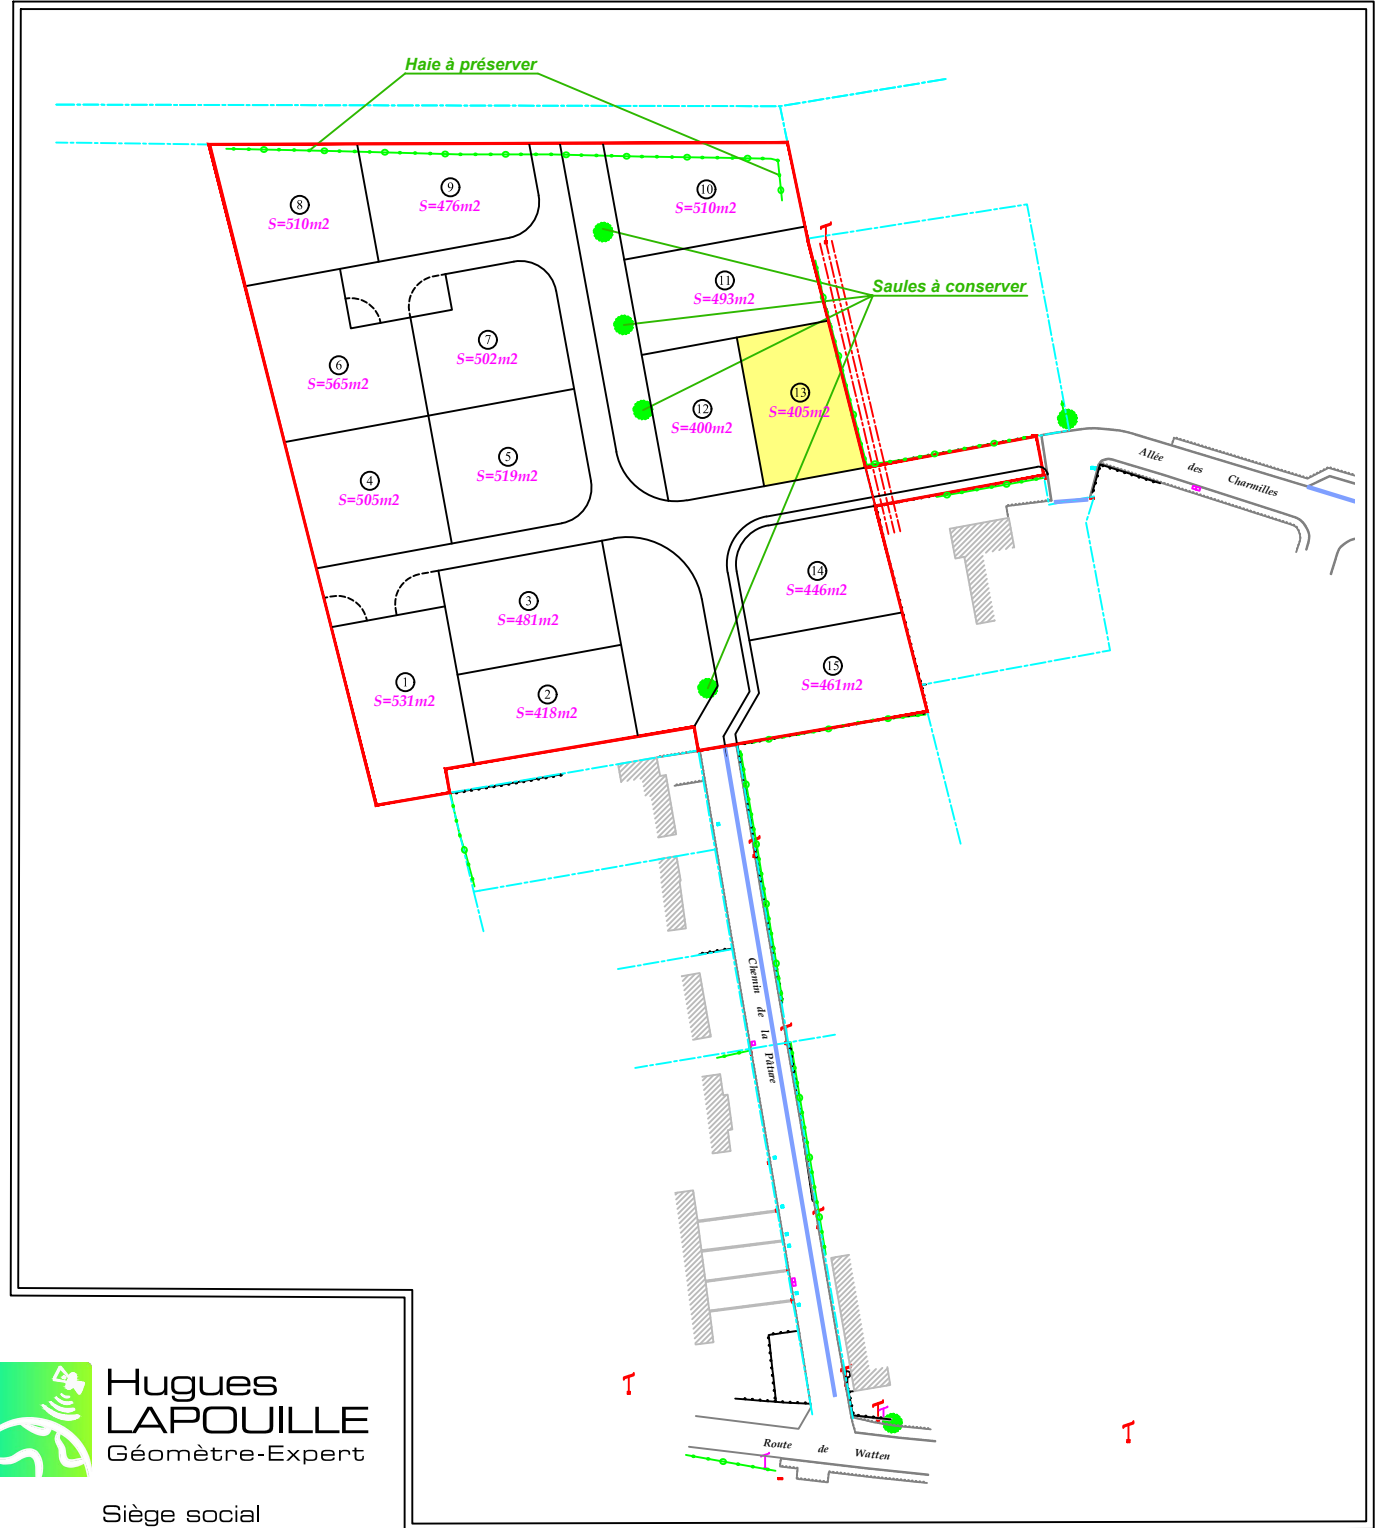 Haie à préserver
8
S=510m2
9
S=476m2
10
S=510m2
11
S=493m2
Saules à conserver
7
S=502m2
6
S=565m2
13
S=405m2
12
S=400m2
5
S=519m2
4
S=505m2
Allée des Charmilles
14
S=446m2
3
S=481m2
15
S=461m2
1
S=531m2
2
S=418m2
Chemin de la Pâture
Route de Watten
Hugues
LAPOUILLE
Géomètre-Expert
Siège social